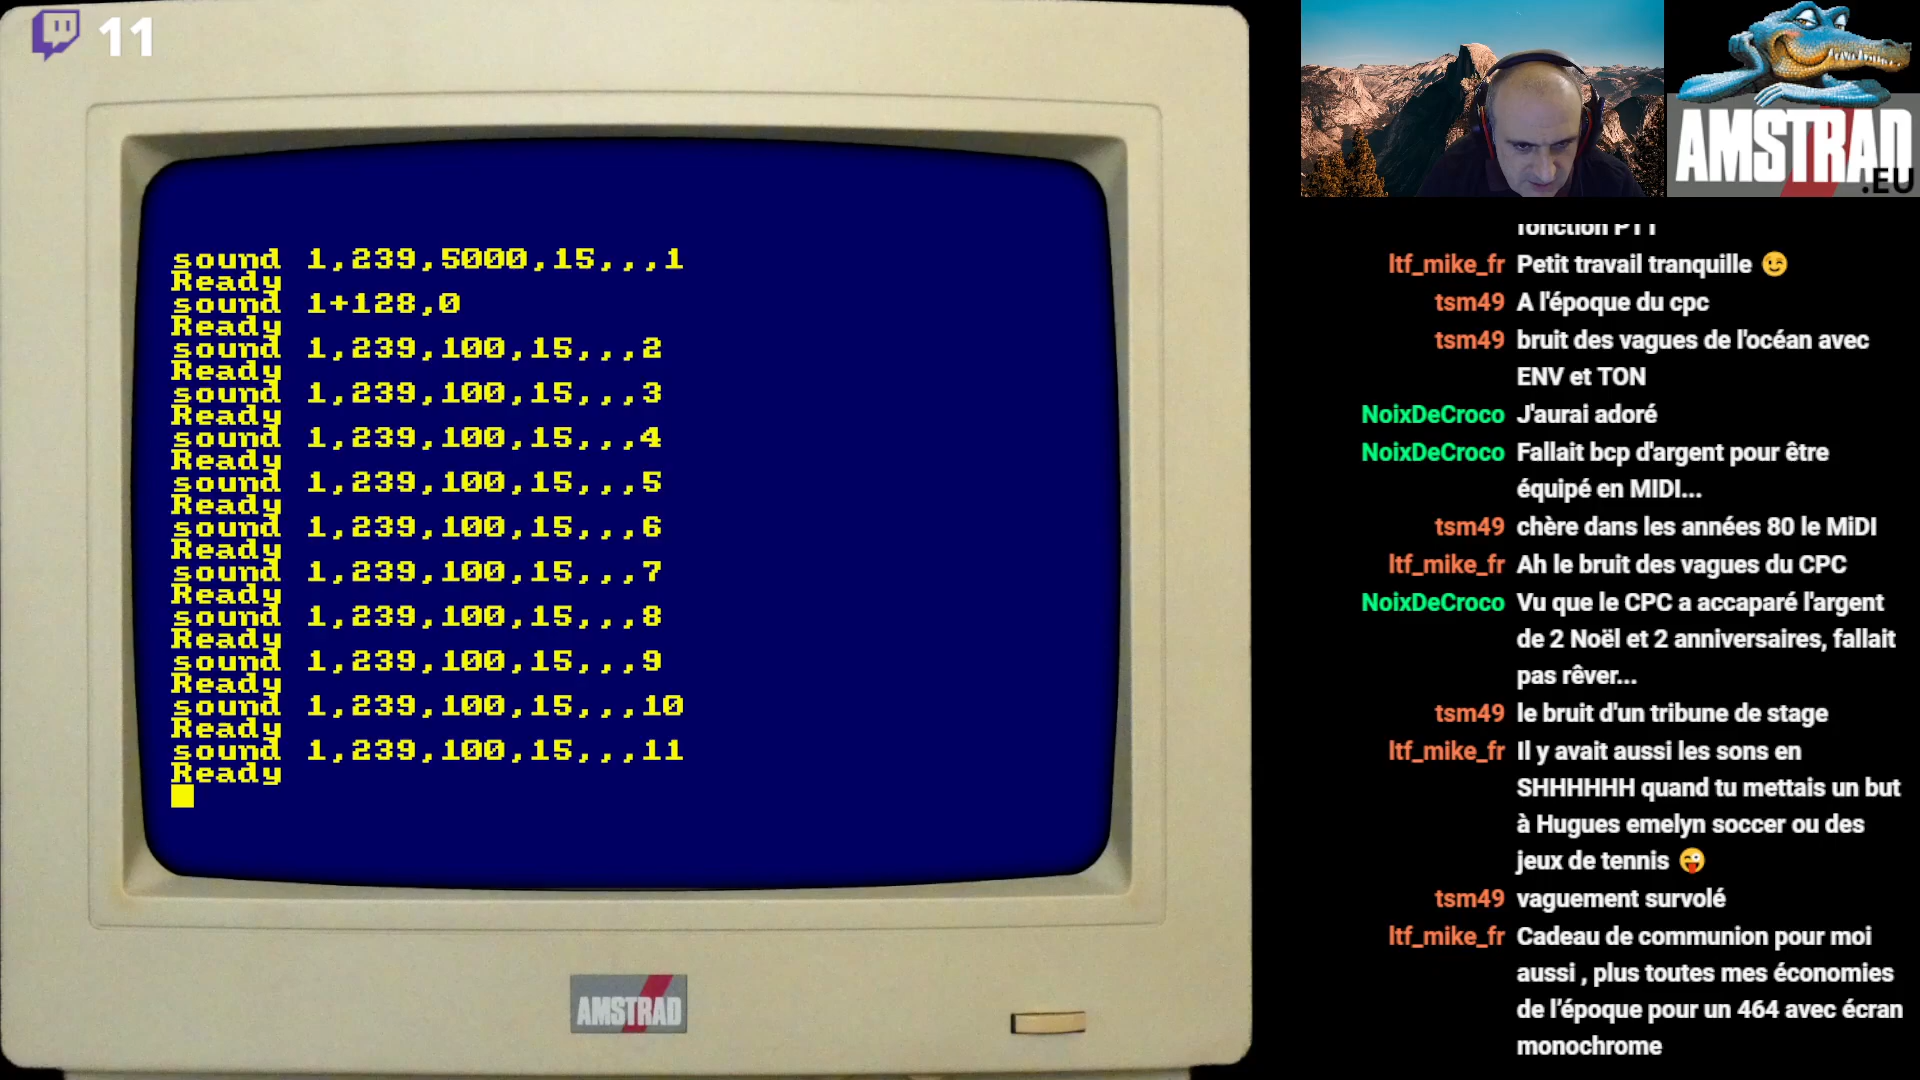 11
sound 1,239,5000,15,,,1
Ready
sound 1+128,0
Ready
sound 1,239,100,15,,,2
Ready
sound 1,239,100,15,,,3
Ready
sound 1,239,100,15,,,4
Ready
sound 1,239,100,15,,,5
Ready
sound 1,239,100,15,,,6
Ready
sound 1,239,100,15,,,7
Ready
sound 1,239,100,15,,,8
Ready
sound 1,239,100,15,,,9
Ready
sound 1,239,100,15,,,10
Ready
sound 1,239,100,15,,,11
Ready
AMSTRAD
AMSTRAD
.EU
fonction PTT
ltf_mike_fr Petit travail tranquille 😉
tsm49 A l'époque du cpc
tsm49 bruit des vagues de l'océan avec
ENV et TON
NoixDeCroco J'aurai adoré
NoixDeCroco Fallait bcp d'argent pour être
équipé en MIDI...
tsm49 chère dans les années 80 le MiDI
ltf_mike_fr Ah le bruit des vagues du CPC
NoixDeCroco Vu que le CPC a accaparé l'argent
de 2 Noël et 2 anniversaires, fallait
pas rêver...
tsm49 le bruit d'un tribune de stage
ltf_mike_fr Il y avait aussi les sons en
SHHHHHH quand tu mettais un but
à Hugues emelyn soccer ou des
jeux de tennis 😜
tsm49 vaguement survolé
ltf_mike_fr Cadeau de communion pour moi
aussi , plus toutes mes économies
de l'époque pour un 464 avec écran
monochrome